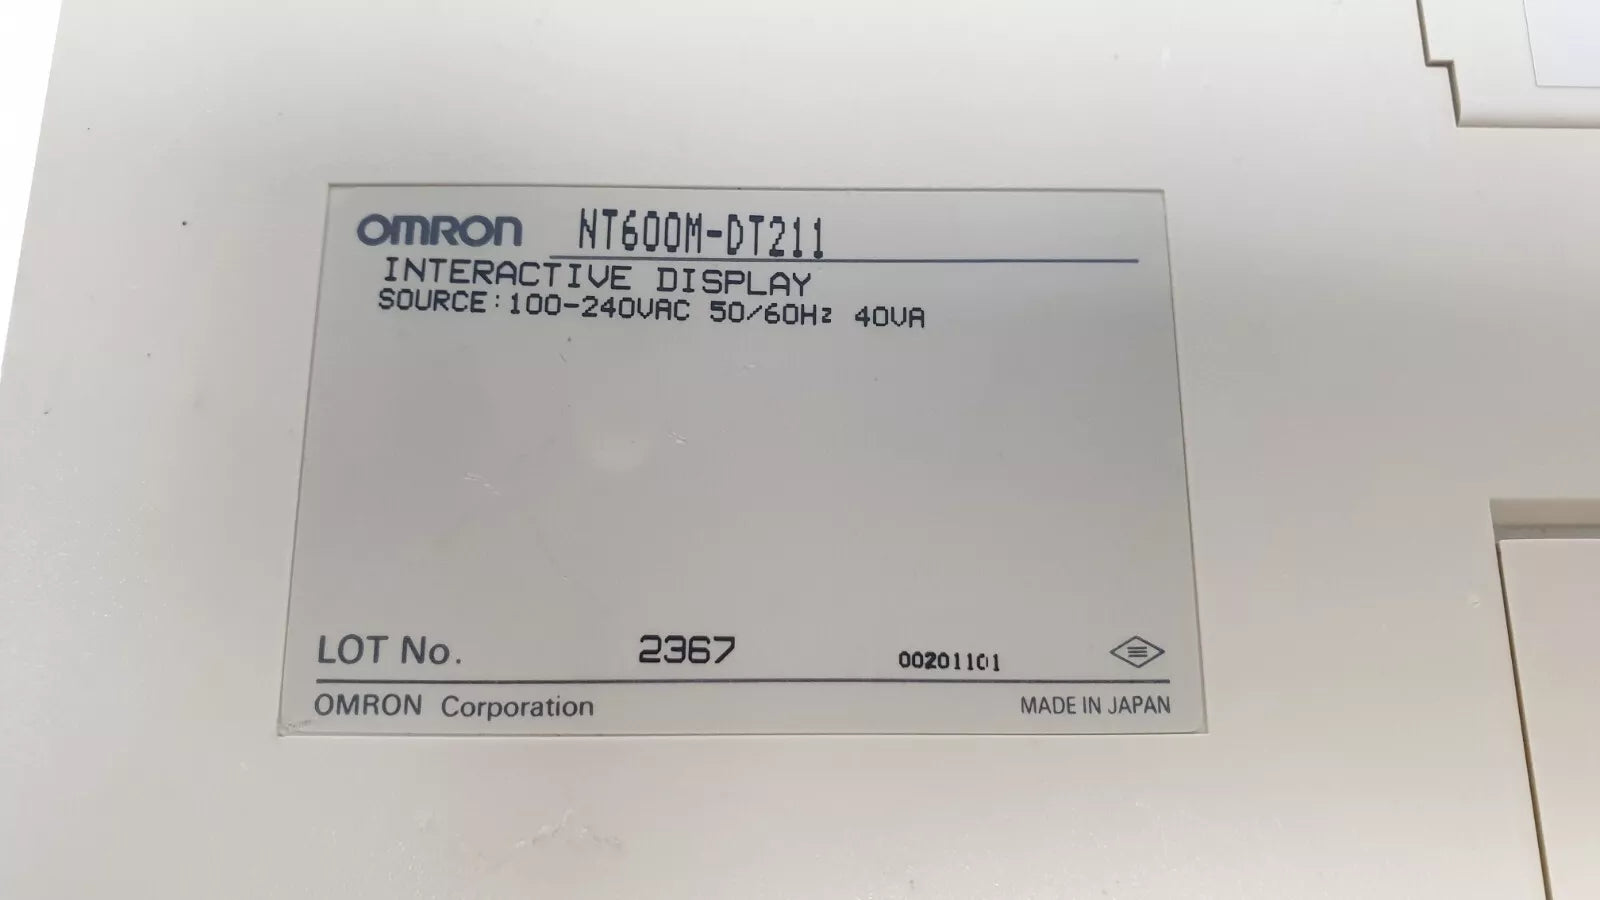 OMRON NT600M-DT211
INTERACTIVE DISPLAY
SOURCE:100-240VAC 50/60Hz 40VA
LOT No. 2367 00201101
OMRON Corporation MADE IN JAPAN